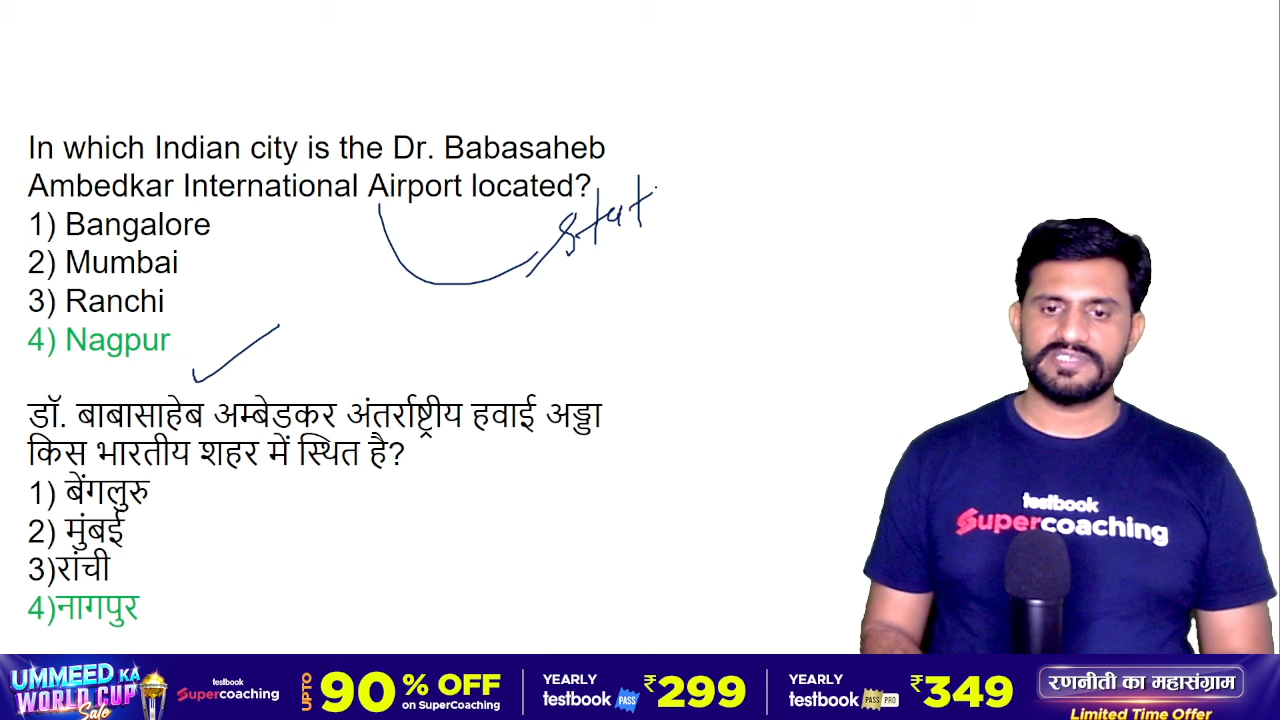 In which Indian city is the Dr. Babasaheb
Ambedkar International Airport located?
stat
1) Bangalore
2) Mumbai
3) Ranchi
4) Nagpur
डॉ. बाबासाहेब अम्बेडकर अंतर्राष्ट्रीय हवाई अड्डा
किस भारतीय शहर में स्थित है?
1) बेंगलुरु
2) मुंबई
3)रांची
4)नागपुर
testbook
Supercoaching
UMMEED KA
WORLD CUP
Sale
testbook
Supercoaching
UPTO 90% OFF
on SuperCoaching
YEARLY
testbook PASS ₹299
YEARLY
testbook PASS PRO ₹349
रणनीती का महासंग्राम
Limited Time Offer